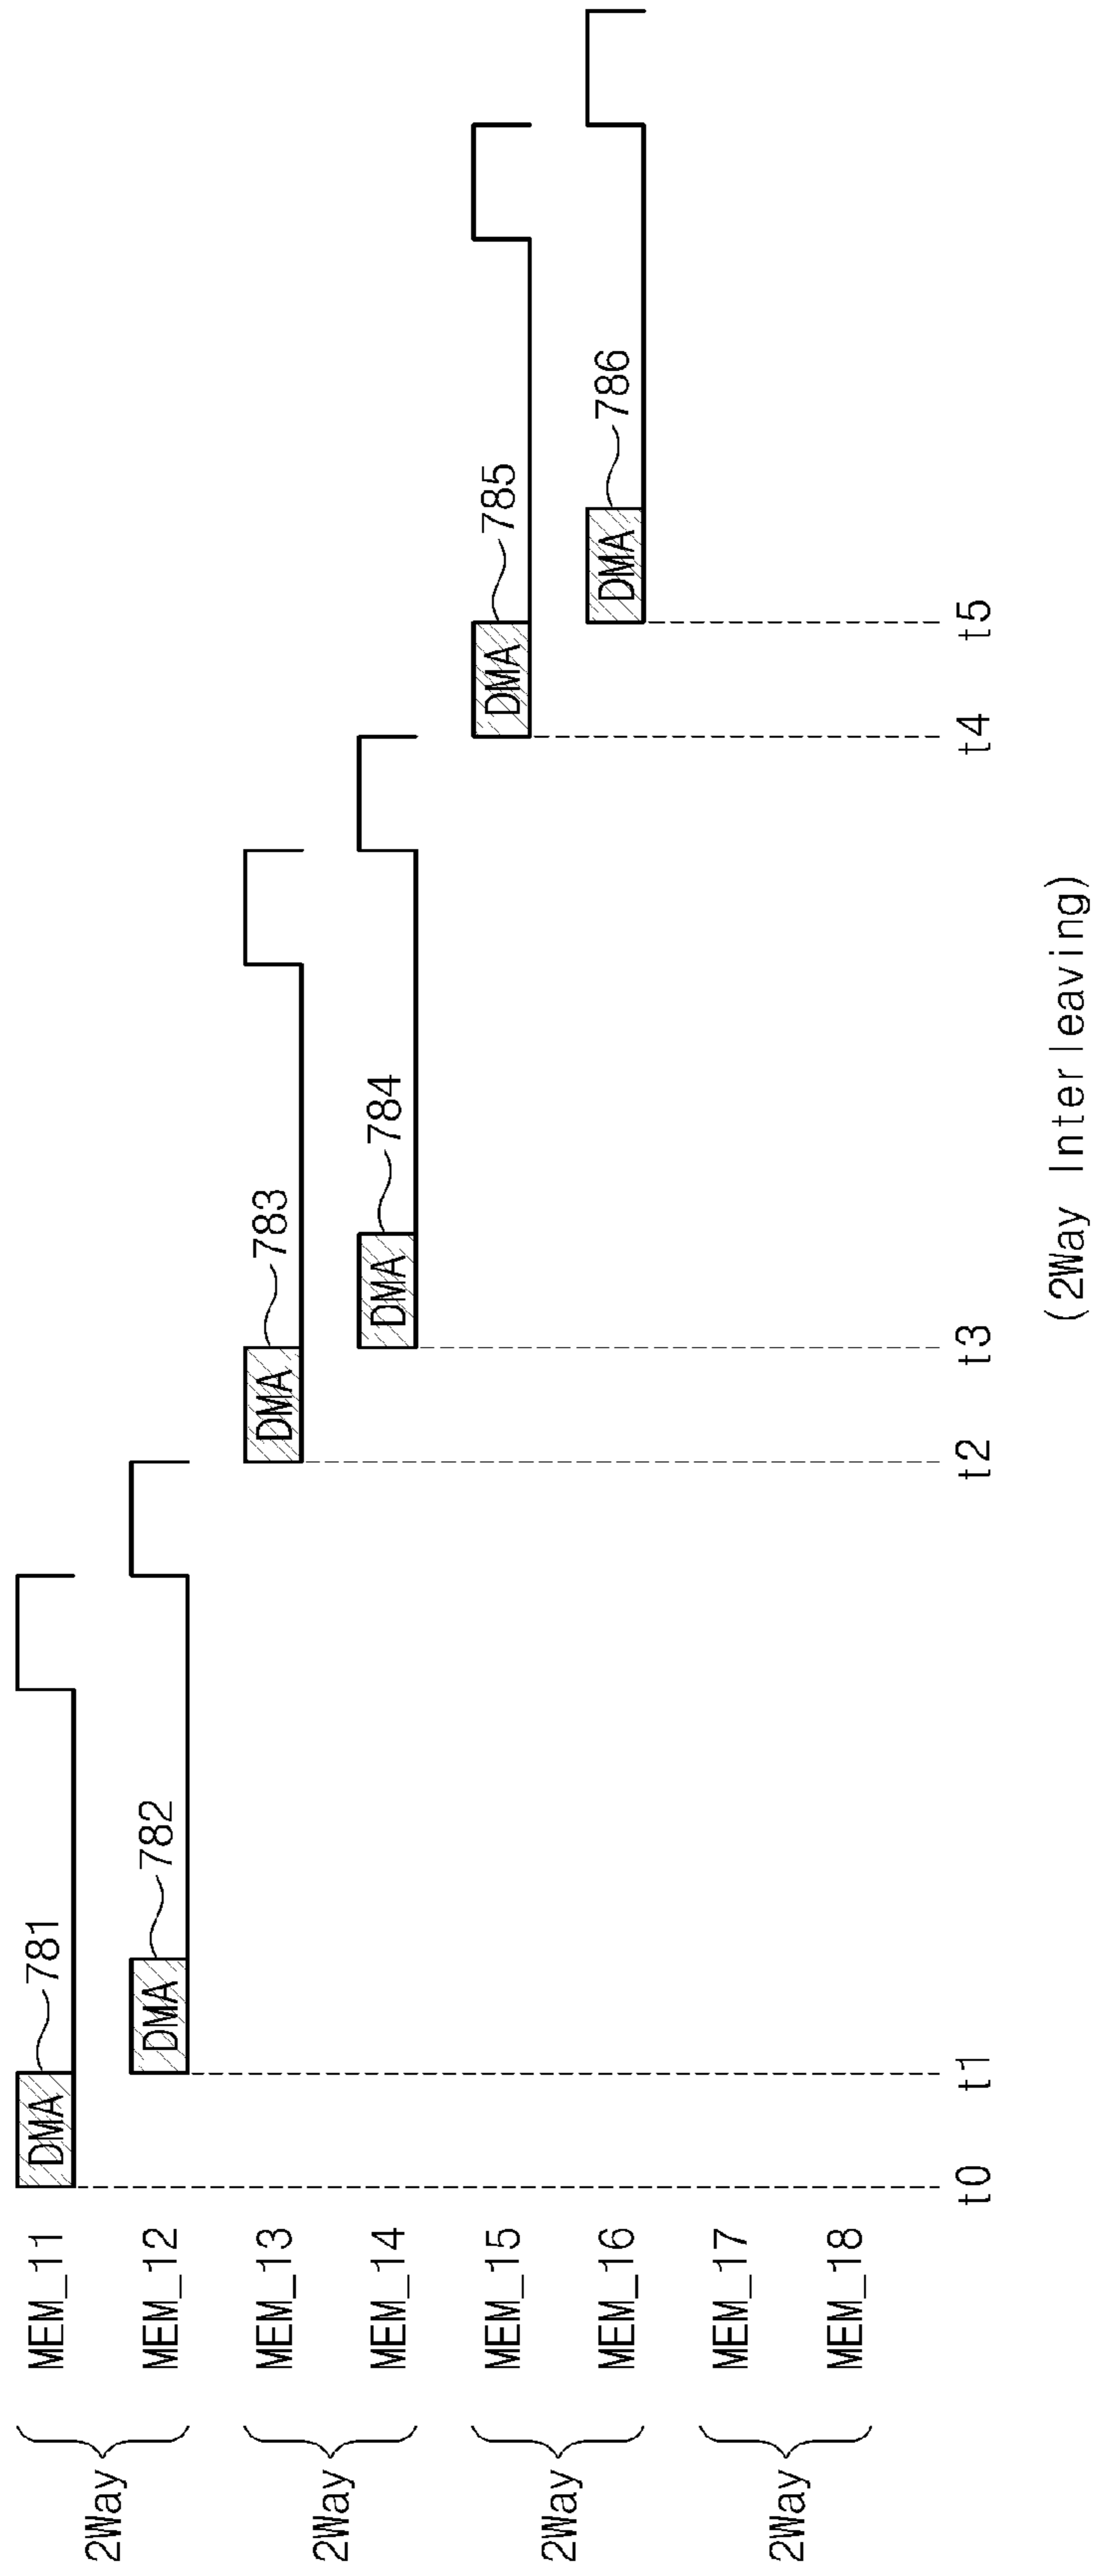 2Way
MEM_11
DMA
781
MEM_12
DMA
782
2Way
MEM_13
DMA
783
MEM_14
DMA
784
2Way
MEM_15
DMA
785
MEM_16
DMA
786
2Way
MEM_17
MEM_18
t0 t1 t2 t3 t4 t5
(2Way Interleaving)